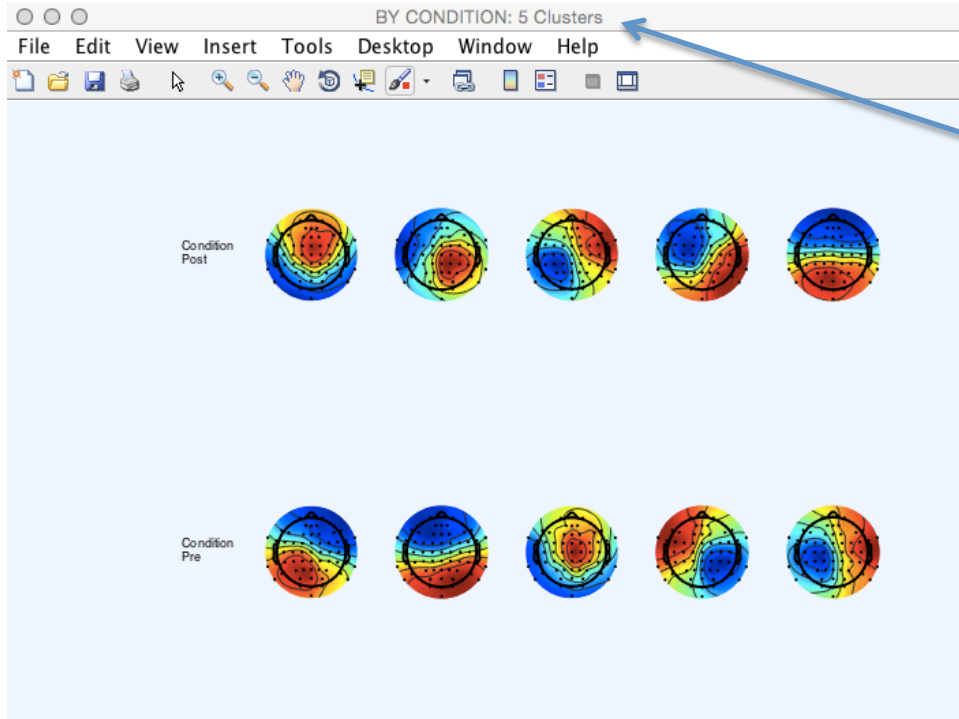 BY CONDITION: 5 Clusters
File Edit View Insert Tools Desktop Window Help
Condition
Post
Condition
Pre